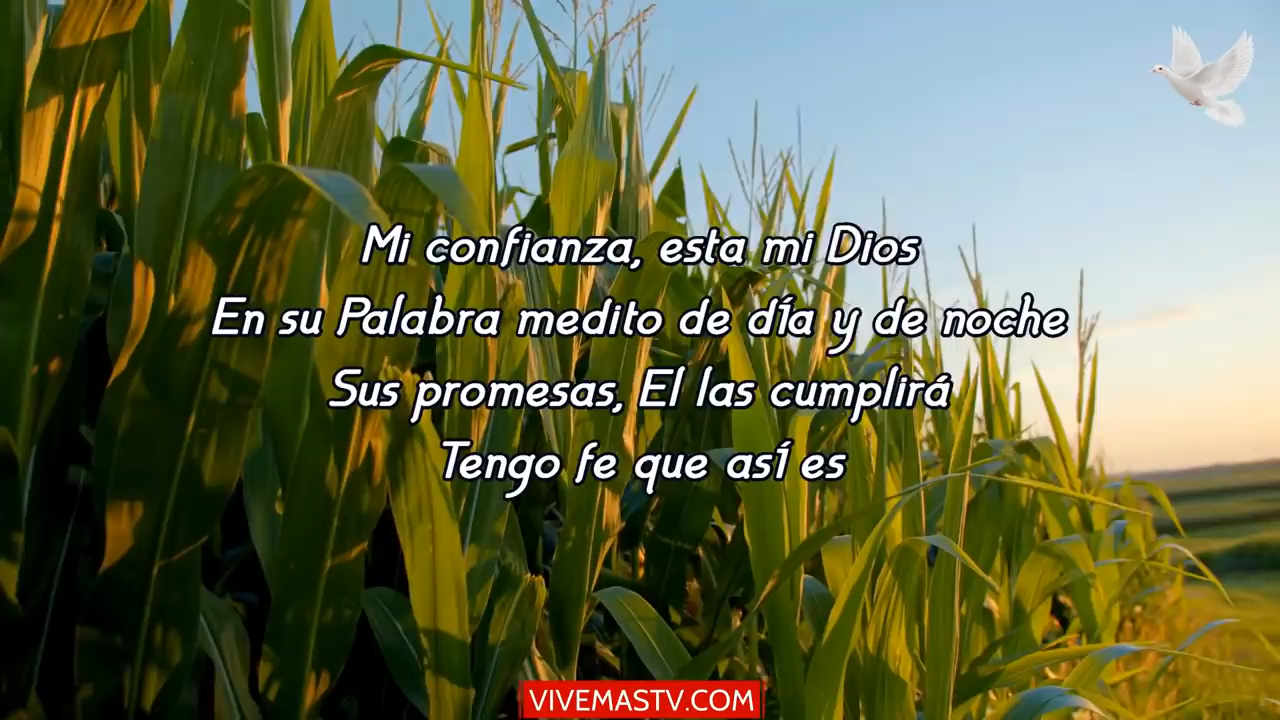 Mi confianza, esta mi Dios
En su Palabra medito de día y de noche
Sus promesas, El las cumplirá
Tengo fe que así es
VIVEMASTV.COM